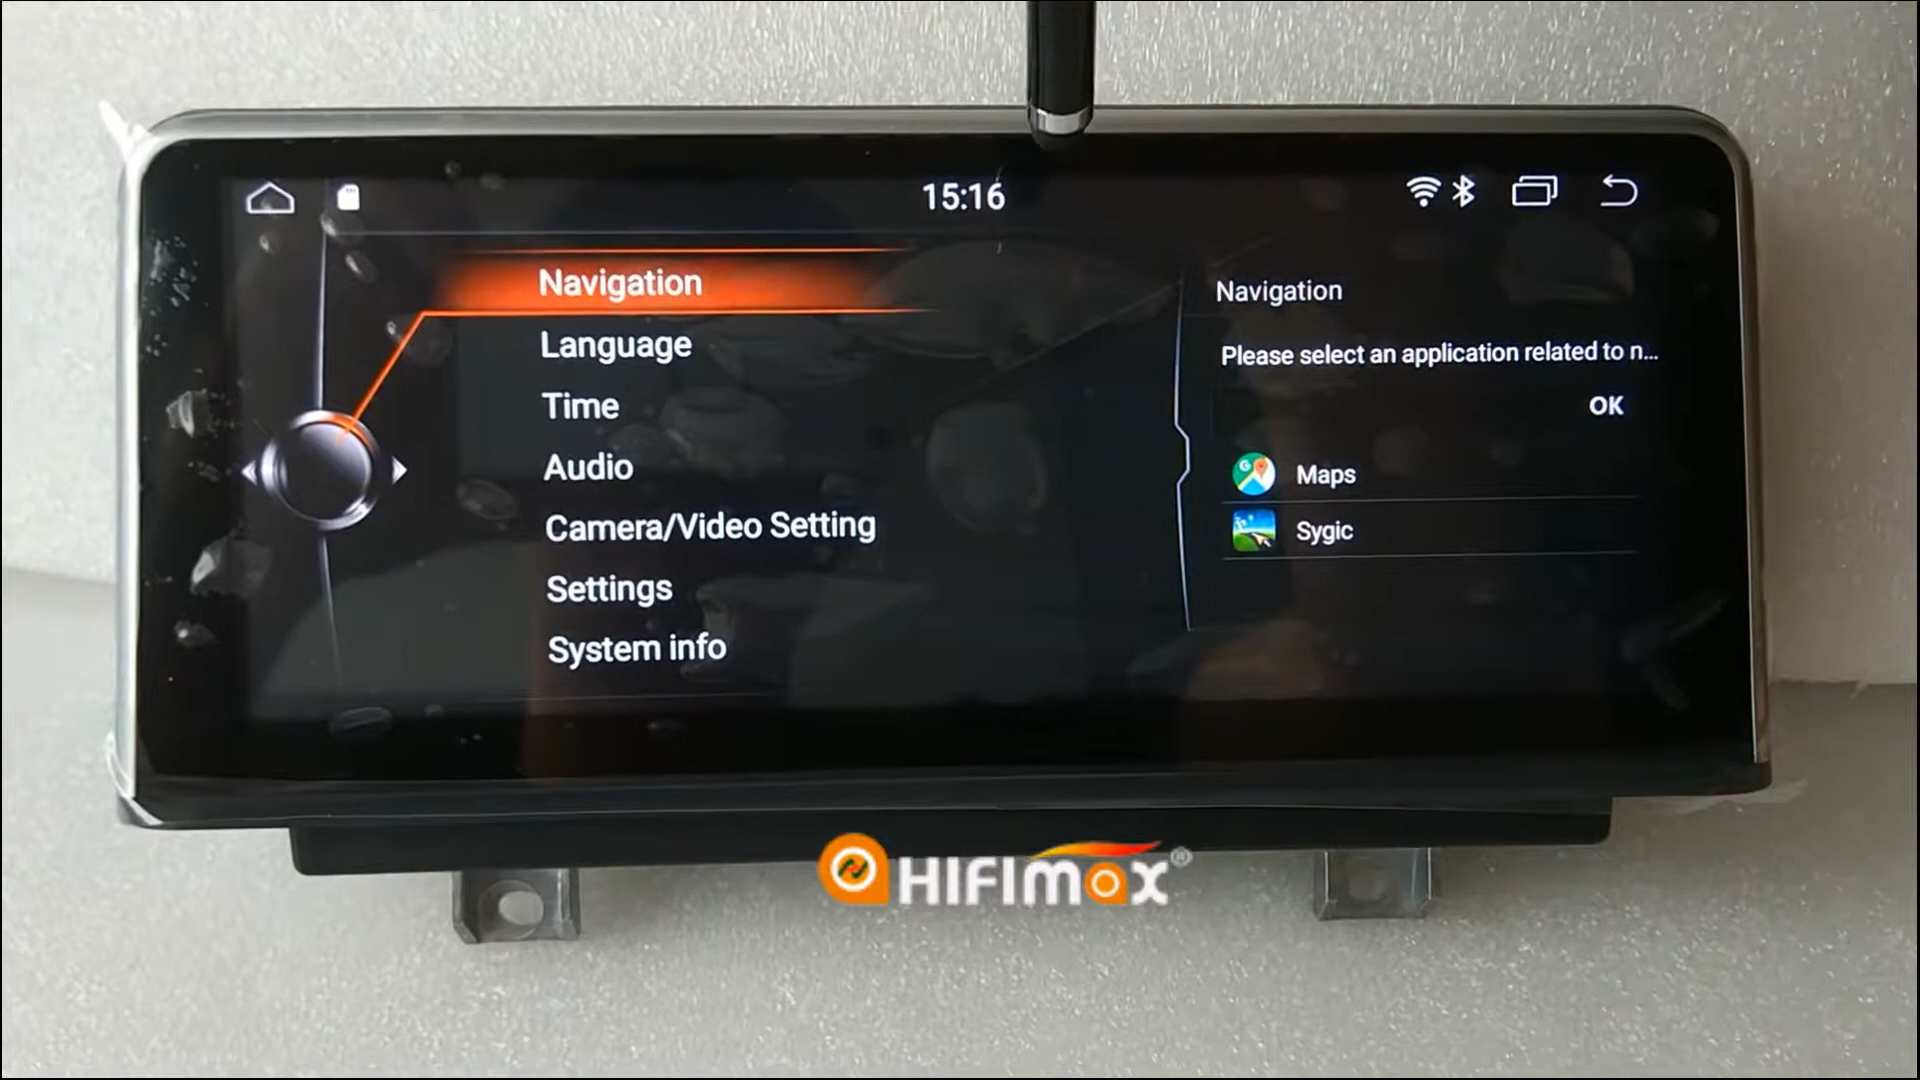 15:16
Navigation
Language
Time
Audio
Camera/Video Setting
Settings
System info
Navigation
Please select an application related to n...
OK
Maps
Sygic
HIFIMAX®